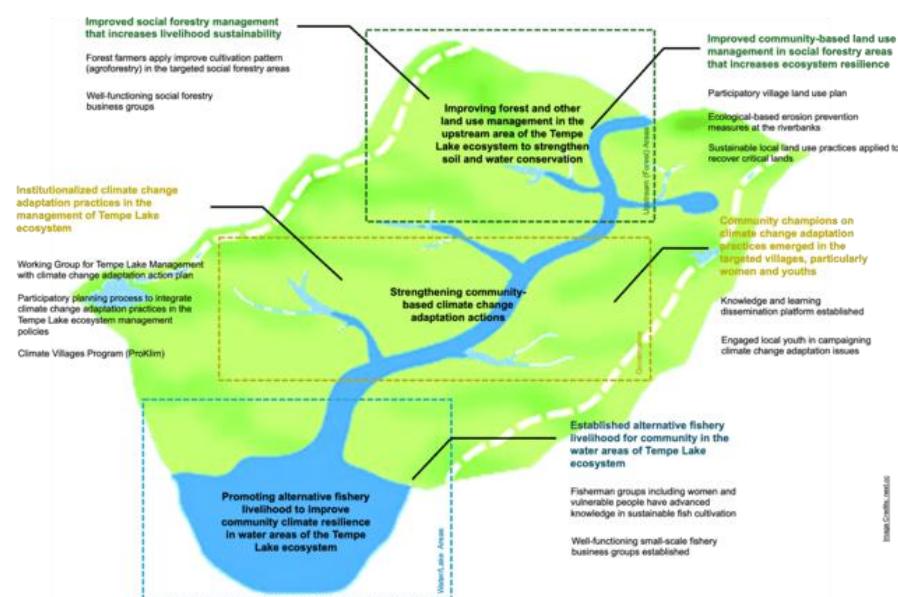 Improved social forestry management
that increases livelihood sustainability
Forest farmers apply improve cultivation pattern
(agroforestry) in the targeted social forestry areas
Well-functioning social forestry
business groups
Improved community-based land use
management in social forestry areas
that increases ecosystem resilience
Participatory village land use plan
Ecological-based erosion prevention
measures at the riverbanks
Sustainable local land use practices applied to
recover critical lands
Improving forest and other
land use management in the
upstream area of the Tempe
Lake ecosystem to strengthen
soil and water conservation
Upstream (Forest) Areas
Institutionalized climate change
adaptation practices in the
management of Tempe Lake
ecosystem
Working Group for Tempe Lake Management
with climate change adaptation action plan
Participatory planning process to integrate
climate change adaptation practices in the
Tempe Lake ecosystem management
policies
Climate Villages Program (ProKlim)
Strengthening community-
based climate change
adaptation actions
Governance
Community champions on
climate change adaptation
practices emerged in the
targeted villages, particularly
women and youths
Knowledge and learning
dissemination platform established
Engaged local youth in campaigning
climate change adaptation issues
Promoting alternative fishery
livelihood to improve
community climate resilience
in water areas of the Tempe
Lake ecosystem
Water/Lake Areas
Established alternative fishery
livelihood for community in the
water areas of Tempe Lake
ecosystem
Fisherman groups including women and
vulnerable people have advanced
knowledge in sustainable fish cultivation
Well-functioning small-scale fishery
business groups established
Image Credits: next.cc